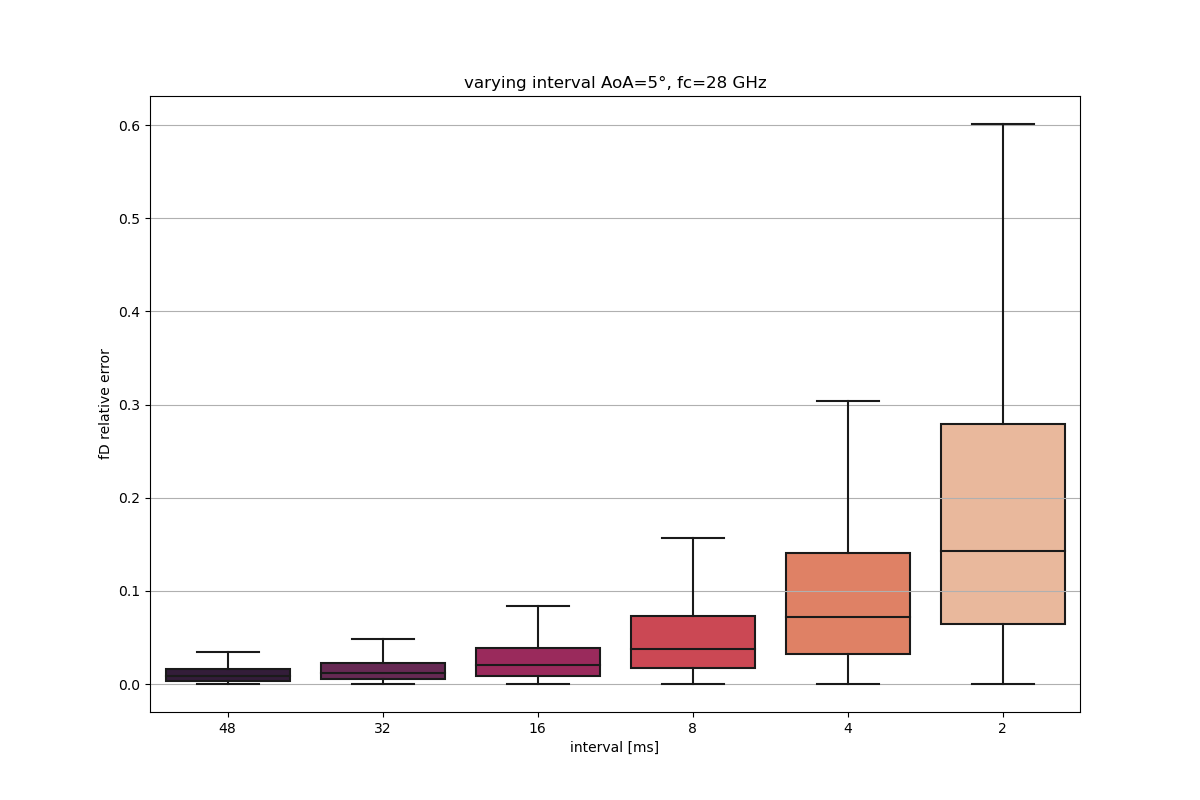 varying interval AoA=5°, fc=28 GHz
fD relative error
0.6
0.5
0.4
0.3
0.2
0.1
0.0
48 32 16 8 4 2
interval [ms]